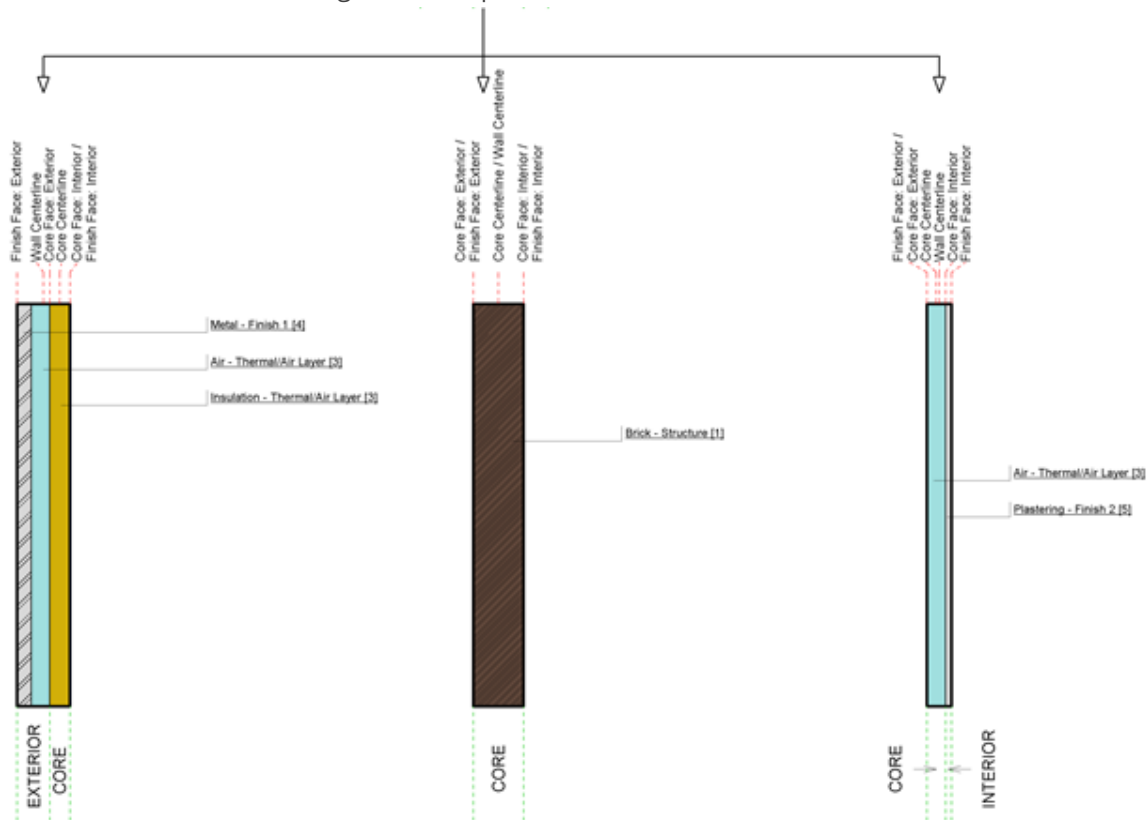 Finish Face: Exterior
Wall Centerline
Core Face: Exterior
Core Centerline
Core Face: Interior /
Finish Face: Interior
Core Face: Exterior /
Finish Face: Exterior
Core Centerline / Wall Centerline
Core Face: Interior /
Finish Face: Interior
Finish Face: Exterior /
Core Face: Exterior
Core Centerline
Wall Centerline
Core Face: Interior
Finish Face: Interior
Metal - Finish 1 [4]
Air - Thermal/Air Layer [3]
Insulation - Thermal/Air Layer [3]
Brick - Structure [1]
Air - Thermal/Air Layer [3]
Plastering - Finish 2 [5]
EXTERIOR
CORE
CORE
CORE
INTERIOR